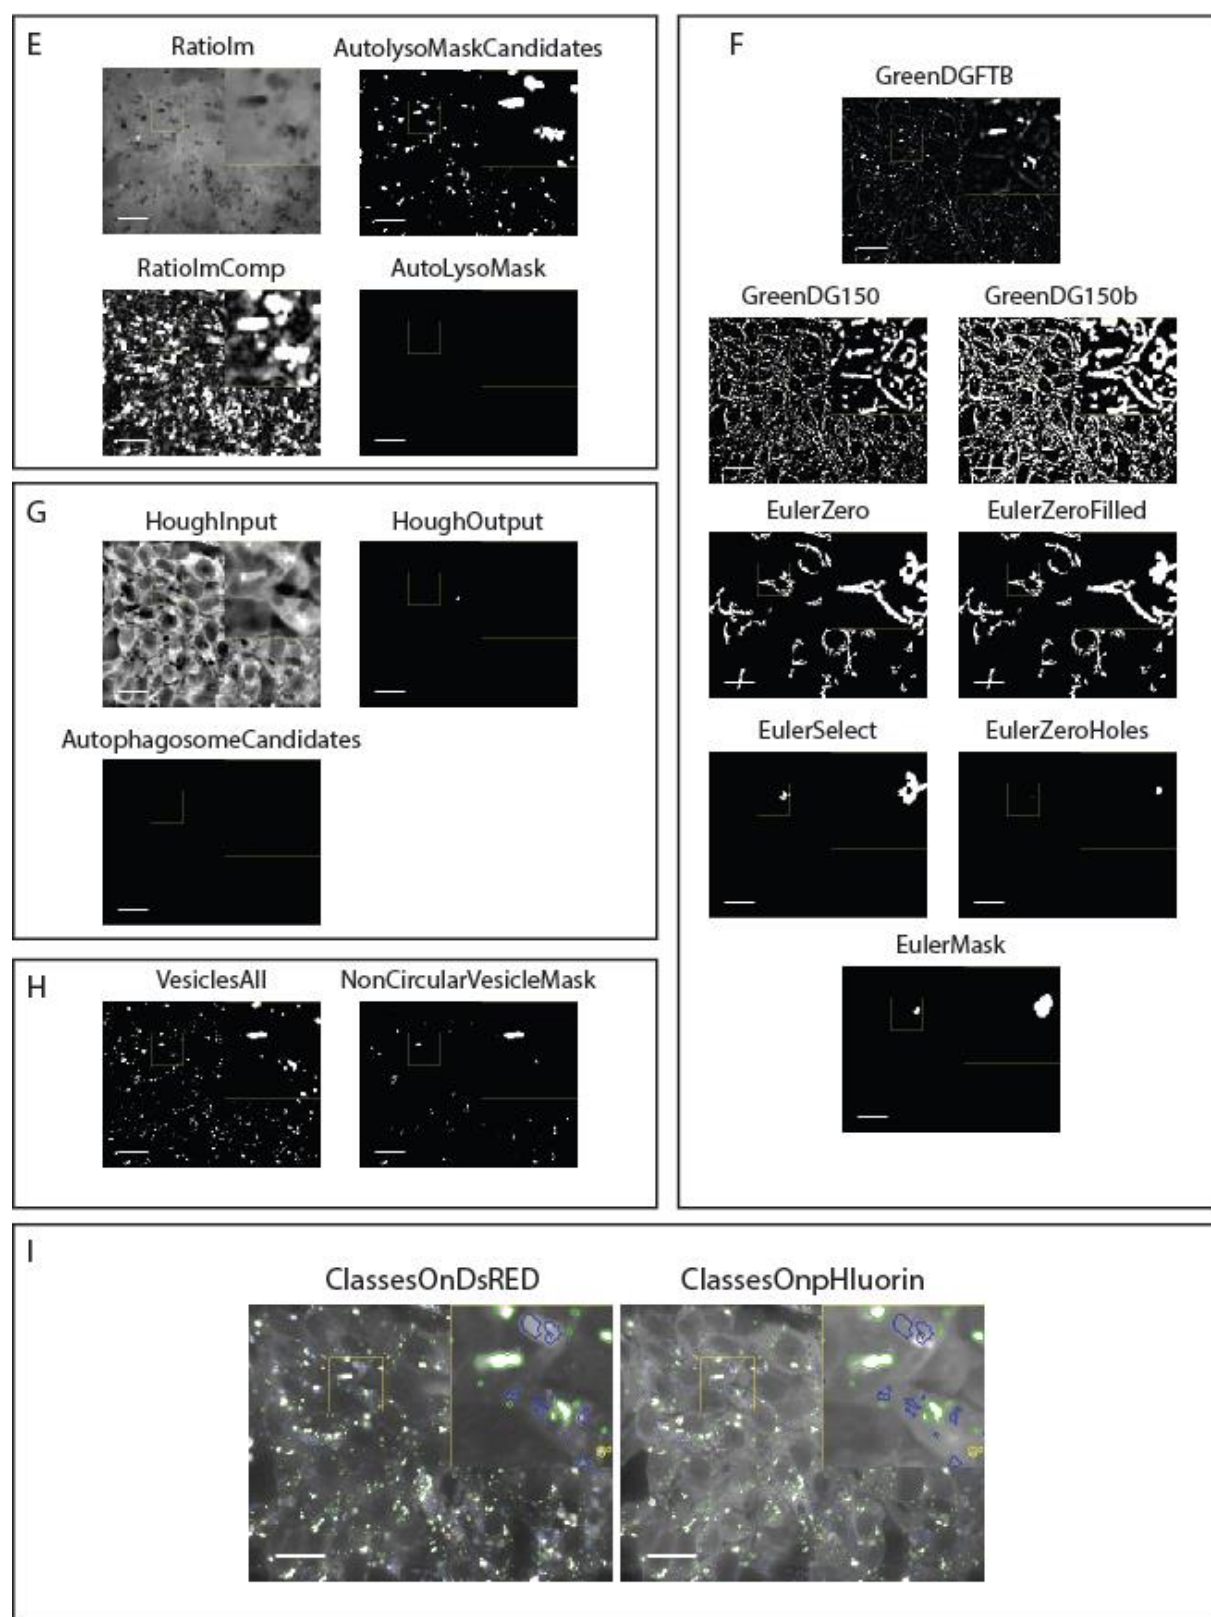 E
RatioIm
AutolysoMaskCandidates
RatioImComp
AutoLysoMask
F
GreenDGFTB
GreenDG150
GreenDG150b
EulerZero
EulerZeroFilled
EulerSelect
EulerZeroHoles
EulerMask
G
HoughInput
HoughOutput
AutophagosomeCandidates
H
VesiclesAll
NonCircularVesicleMask
I
ClassesOnDsRED
ClassesOnpHluorin